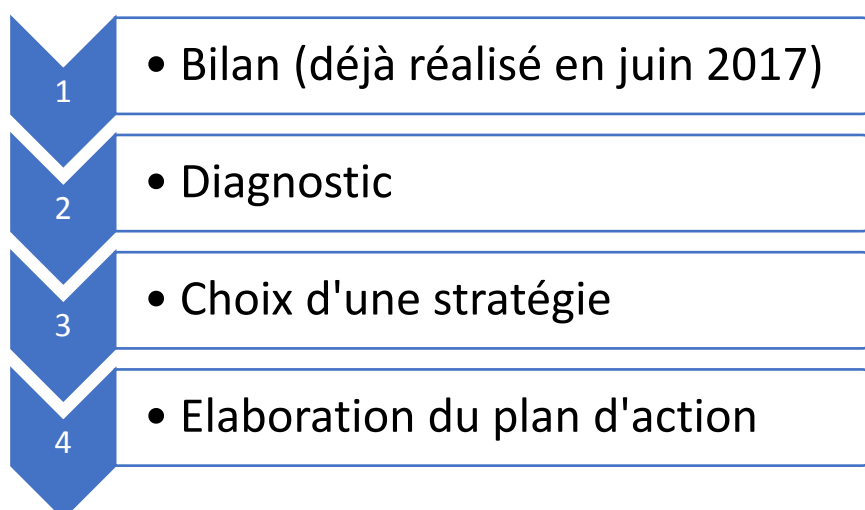 1
• Bilan (déjà réalisé en juin 2017)
2
• Diagnostic
3
• Choix d'une stratégie
4
• Elaboration du plan d'action